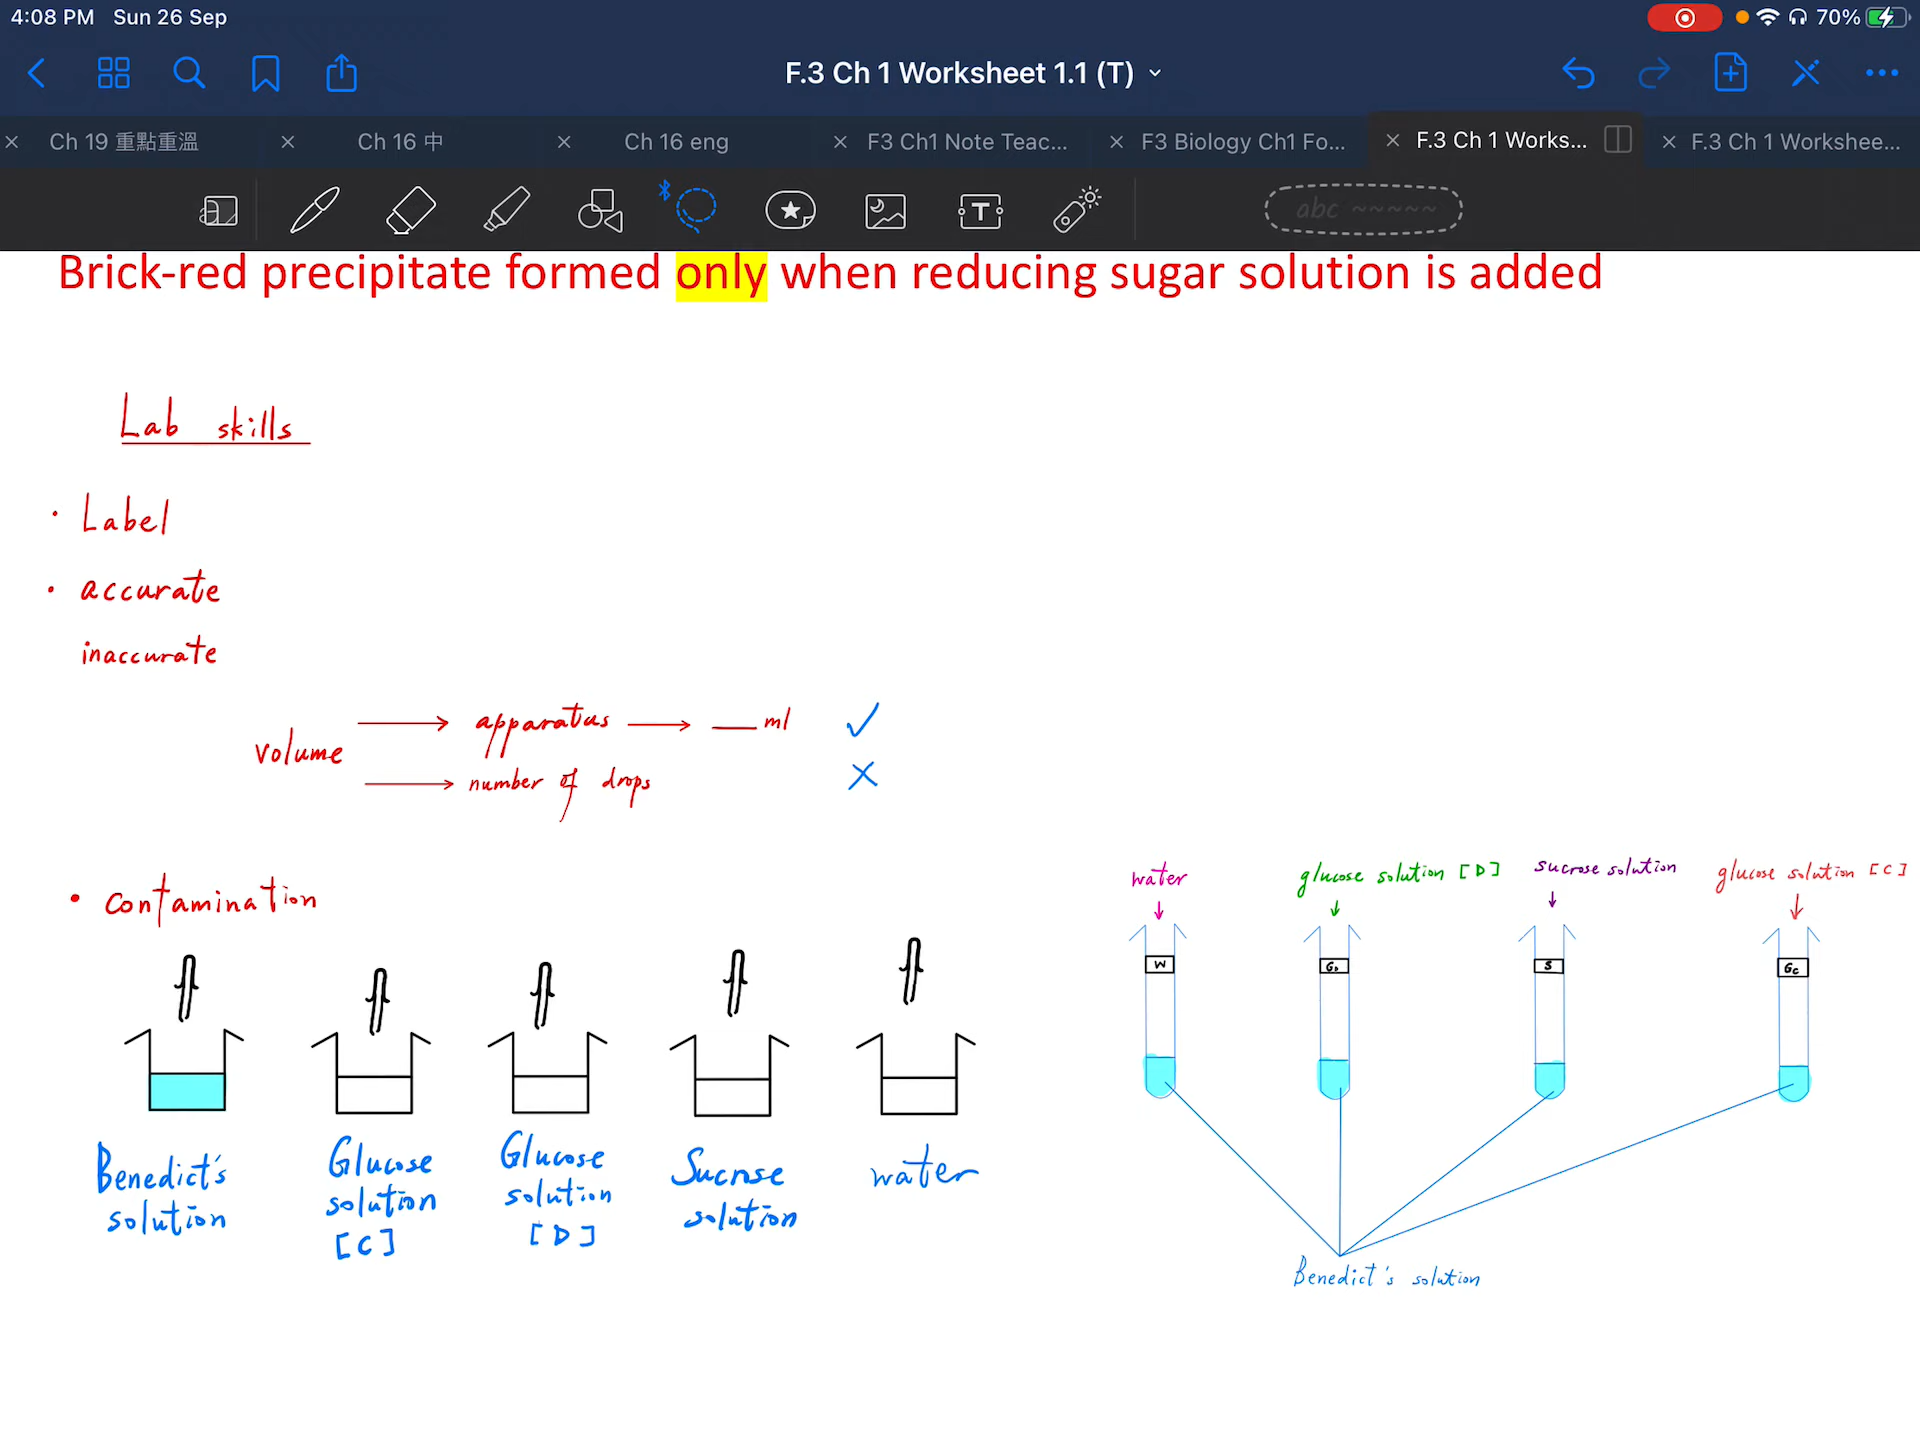 4:08 PM Sun 26 Sep
70%
F.3 Ch 1 Worksheet 1.1 (T)
Ch 19 重點重溫
Ch 16 中
Ch 16 eng
F3 Ch1 Note Teac...
F3 Biology Ch1 Fo...
F.3 Ch 1 Works...
F.3 Ch 1 Workshee...
abc
Brick-red precipitate formed only when reducing sugar solution is added
Lab skills
• Label
• accurate
inaccurate
volume
apparatus
___ ml
number of drops
• contamination
Benedict's
solution
Glucose
solution
[C]
Glucose
solution
[D]
Sucrose
solution
water
water
glucose solution [D]
sucrose solution
glucose solution [C]
W
GD
S
GC
Benedict's solution